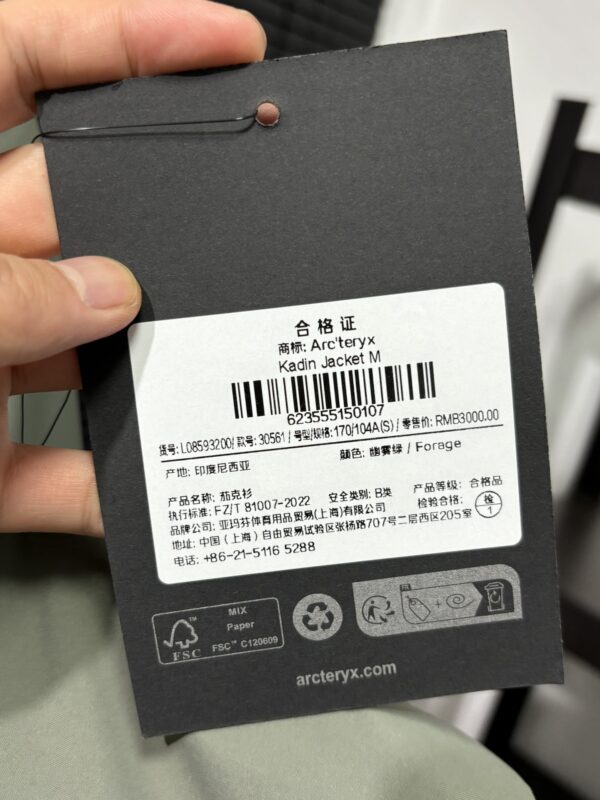 合格证
商标: Arc'teryx
Kadin Jacket M
623555150107
货号: L08593200/ 款号: 30561 / 号型/规格: 170/104A(S) / 零售价: RMB3000.00
产地: 印度尼西亚 颜色: 幽雾绿 / Forage
产品名称: 茄克衫 产品等级: 合格品
执行标准: FZ/T 81007-2022 安全类别: B类 检验合格: 检1
品牌公司: 亚玛芬体育用品贸易(上海)有限公司
地址: 中国（上海）自由贸易试验区张杨路707号二层西区205室
电话: +86-21-5116 5288
FSC
MIX
Paper
FSC™ C120609
arcteryx.com